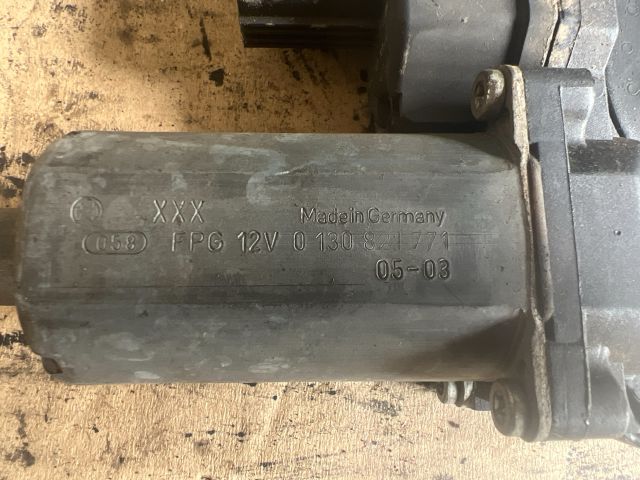 XXX Made in Germany
058 FPG 12V 0 130 821 771
05-03